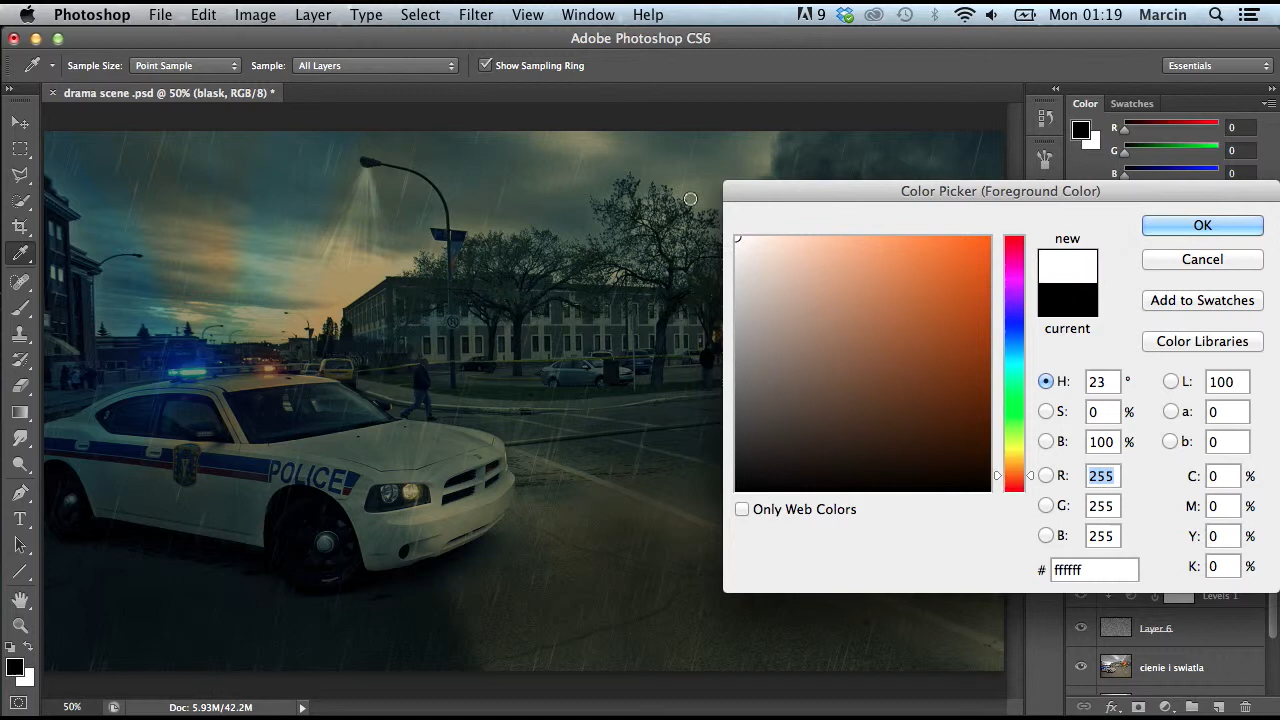 Photoshop File Edit Image Layer Type Select Filter View Window Help 9 Mon 01:19 Marcin
Adobe Photoshop CS6
Sample Size: Point Sample Sample: All Layers Show Sampling Ring Essentials
× drama scene .psd @ 50% (blask, RGB/8) *
Color Swatches
R 0
G 0
B 0
Color Picker (Foreground Color)
new
current
OK
Cancel
Add to Swatches
Color Libraries
H: 23 ° L: 100
S: 0 % a: 0
B: 100 % b: 0
R: 255 C: 0 %
G: 255 M: 0 %
B: 255 Y: 0 %
# ffffff K: 0 %
Only Web Colors
POLICE
Levels 1
Layer 6
cienie i swiatla
50% Doc: 5.93M/42.2M